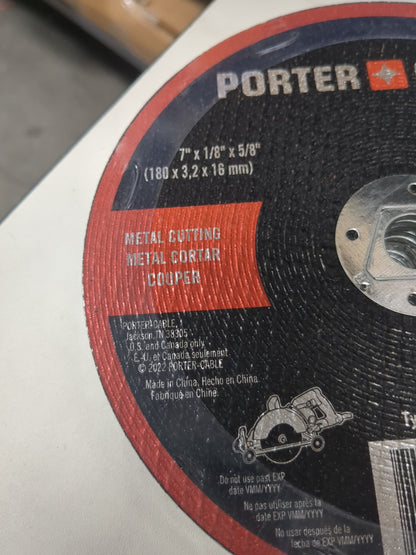 PORTER
7" x 1/8" x 5/8"
(180 x 3,2 x 16 mm)
METAL CUTTING
METAL CORTAR
COUPER
PORTER-CABLE,
Jackson, TN 38305
U.S. and Canada only
E.-U. et Canada seulement
© 2022 PORTER-CABLE
Made in China. Hecho en China.
Fabriqué en Chine.
Ty
Do not use past EXP
date V MM/YYYY
Ne pas utiliser après la
date EXP V MM/YYYY
No usar después de la
fecha de EXP V MM/YYYY